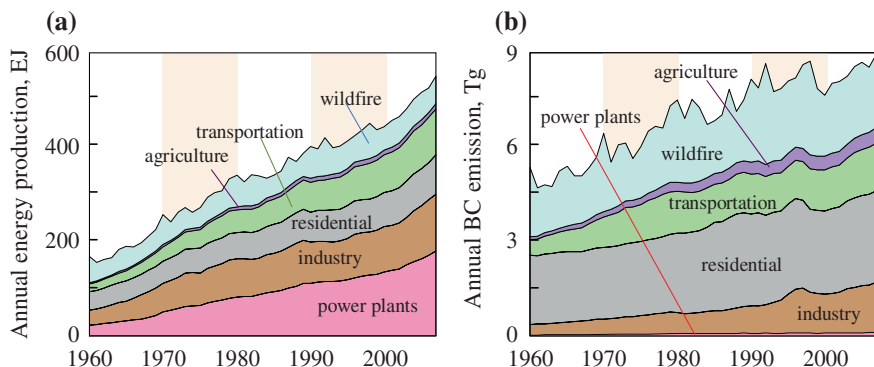 (a)
Annual energy production, EJ
600
400
200
0
wildfire
transportation
agriculture
residential
industry
power plants
1960 1970 1980 1990 2000
(b)
Annual BC emission, Tg
9
6
3
0
agriculture
power plants
wildfire
transportation
residential
industry
1960 1970 1980 1990 2000